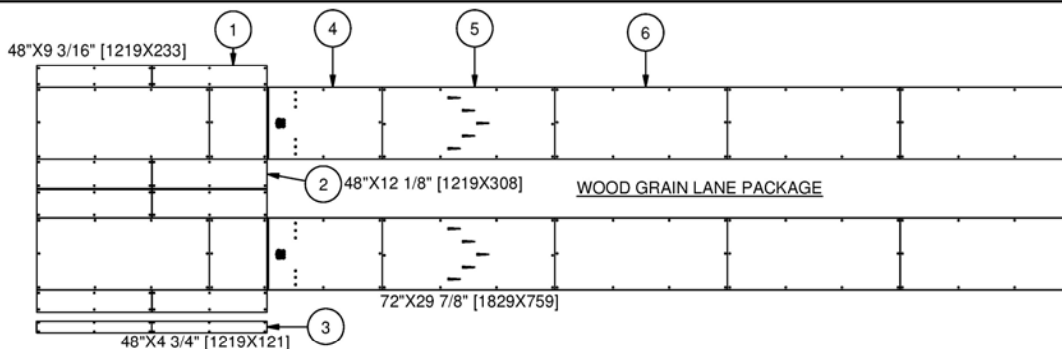 1
4
5
6
48"X9 3/16" [1219X233]
2
48"X12 1/8" [1219X308]
WOOD GRAIN LANE PACKAGE
72"X29 7/8" [1829X759]
3
48"X4 3/4" [1219X121]